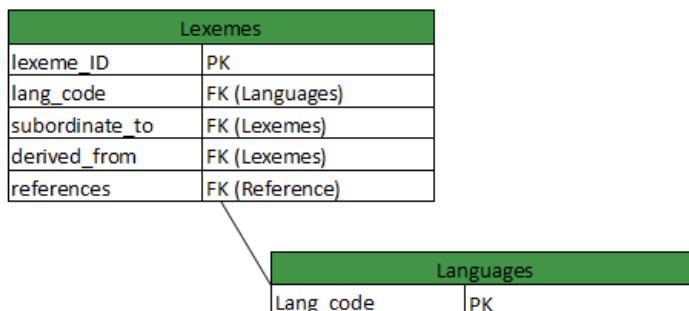 Lexemes
lexeme_ID PK
lang_code FK (Languages)
subordinate_to FK (Lexemes)
derived_from FK (Lexemes)
references FK (Reference)
Languages
Lang_code PK